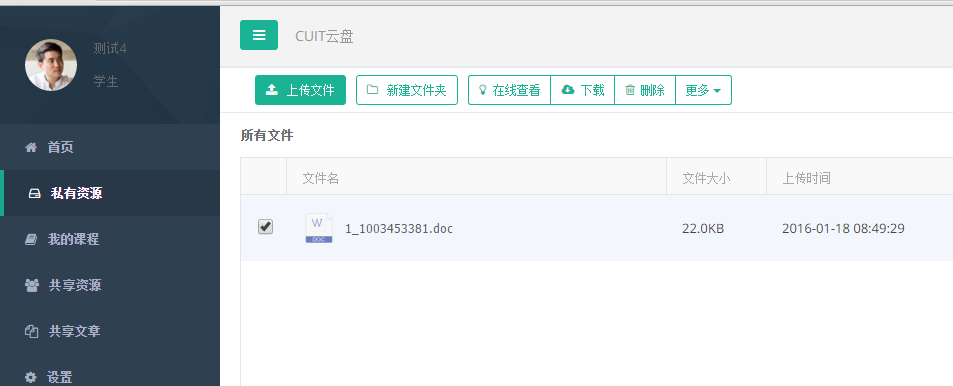 测试4
学生
首页
私有资源
我的课程
共享资源
共享文章
设置
CUIT云盘
上传文件 新建文件夹 在线查看 下载 删除 更多
所有文件
文件名 文件大小 上传时间
W DOC 1_1003453381.doc 22.0KB 2016-01-18 08:49:29